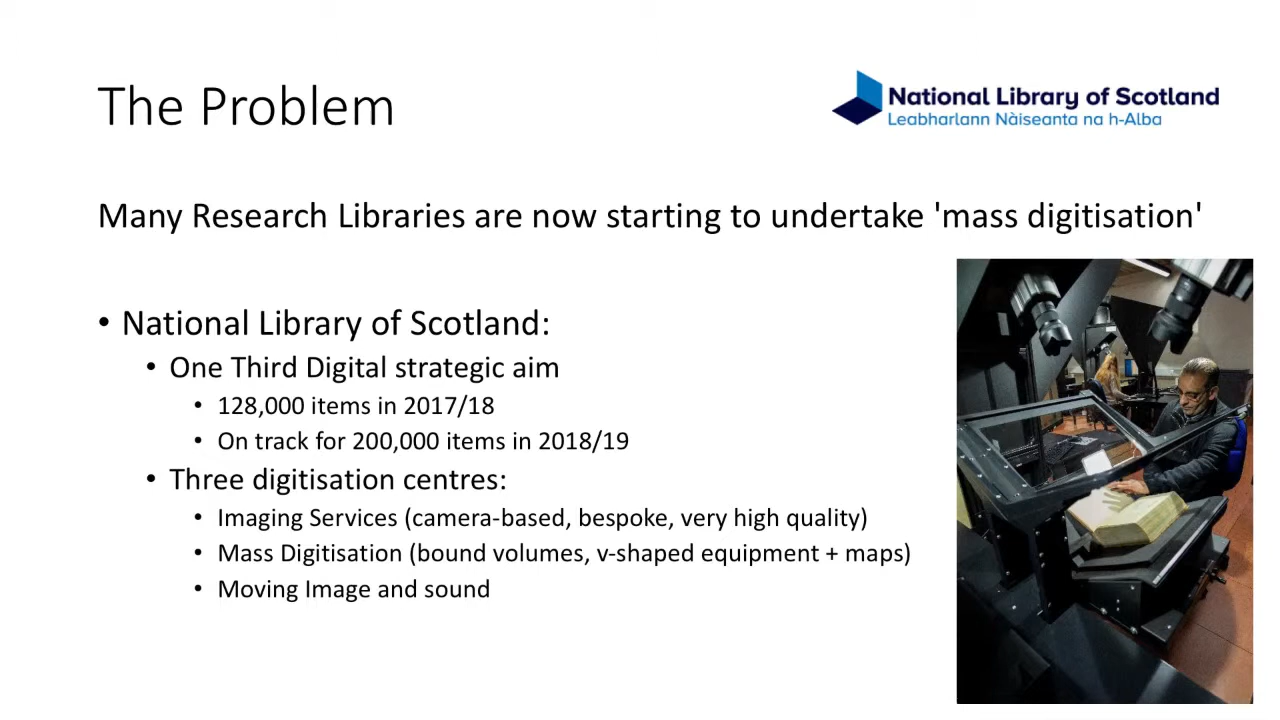 The Problem
National Library of Scotland
Leabharlann Nàiseanta na h-Alba
Many Research Libraries are now starting to undertake 'mass digitisation'
• National Library of Scotland:
• One Third Digital strategic aim
• 128,000 items in 2017/18
• On track for 200,000 items in 2018/19
• Three digitisation centres:
• Imaging Services (camera-based, bespoke, very high quality)
• Mass Digitisation (bound volumes, v-shaped equipment + maps)
• Moving Image and sound